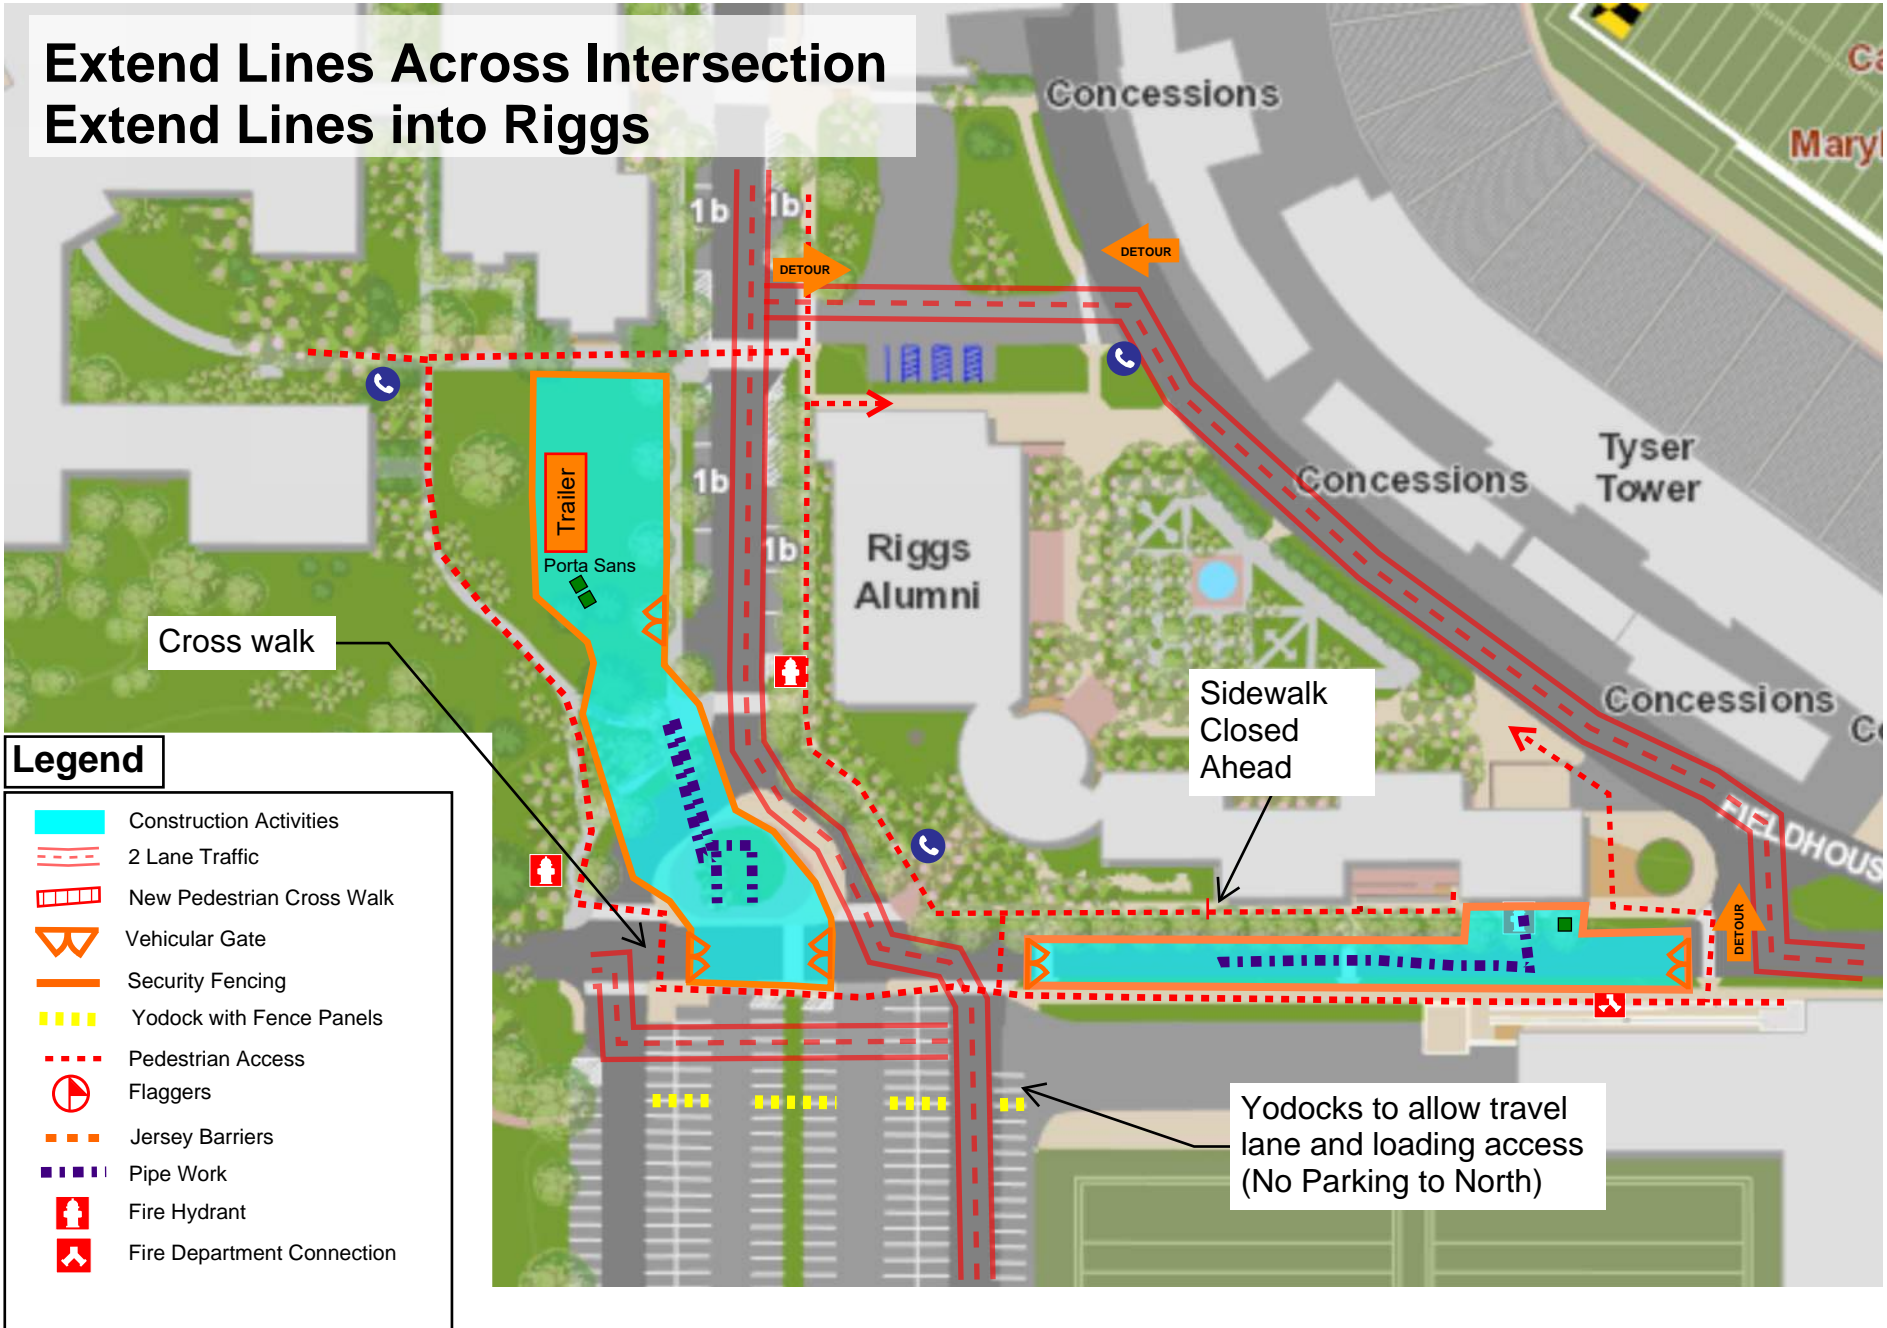 Extend Lines Across Intersection
Extend Lines into Riggs
Concessions
1b
1b
DETOUR
DETOUR
Tyser
Tower
Concessions
Trailer
1b
1b
Porta Sans
Riggs
Alumni
Cross walk
Sidewalk
Closed
Ahead
Concessions
FIELDHOUS
DETOUR
Yodocks to allow travel
lane and loading access
(No Parking to North)
Legend
Construction Activities
2 Lane Traffic
New Pedestrian Cross Walk
Vehicular Gate
Security Fencing
Yodock with Fence Panels
Pedestrian Access
Flaggers
Jersey Barriers
Pipe Work
Fire Hydrant
Fire Department Connection